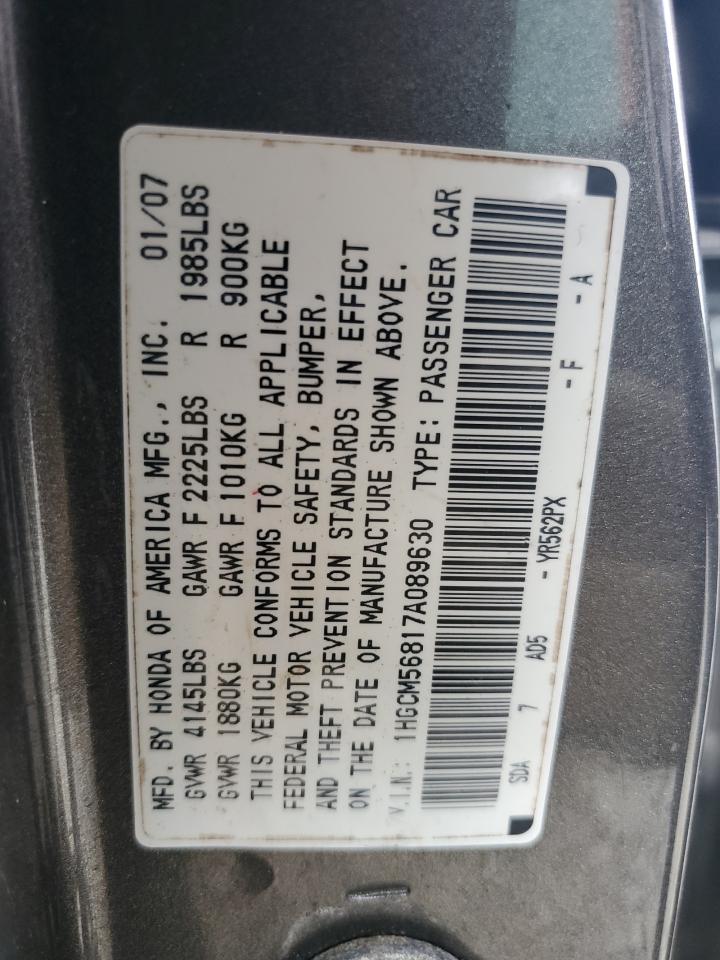 MFD. BY HONDA OF AMERICA MFG., INC. 01/07
GVWR 4145LBS GAWR F 2225LBS R 1985LBS
GVWR 1880KG GAWR F 1010KG R 900KG
THIS VEHICLE CONFORMS TO ALL APPLICABLE
FEDERAL MOTOR VEHICLE SAFETY, BUMPER,
AND THEFT PREVENTION STANDARDS IN EFFECT
ON THE DATE OF MANUFACTURE SHOWN ABOVE.
V.I.N.: 1HGCM56817A089630 TYPE: PASSENGER CAR
SDA 7 AD5 - YR562PX - F - A